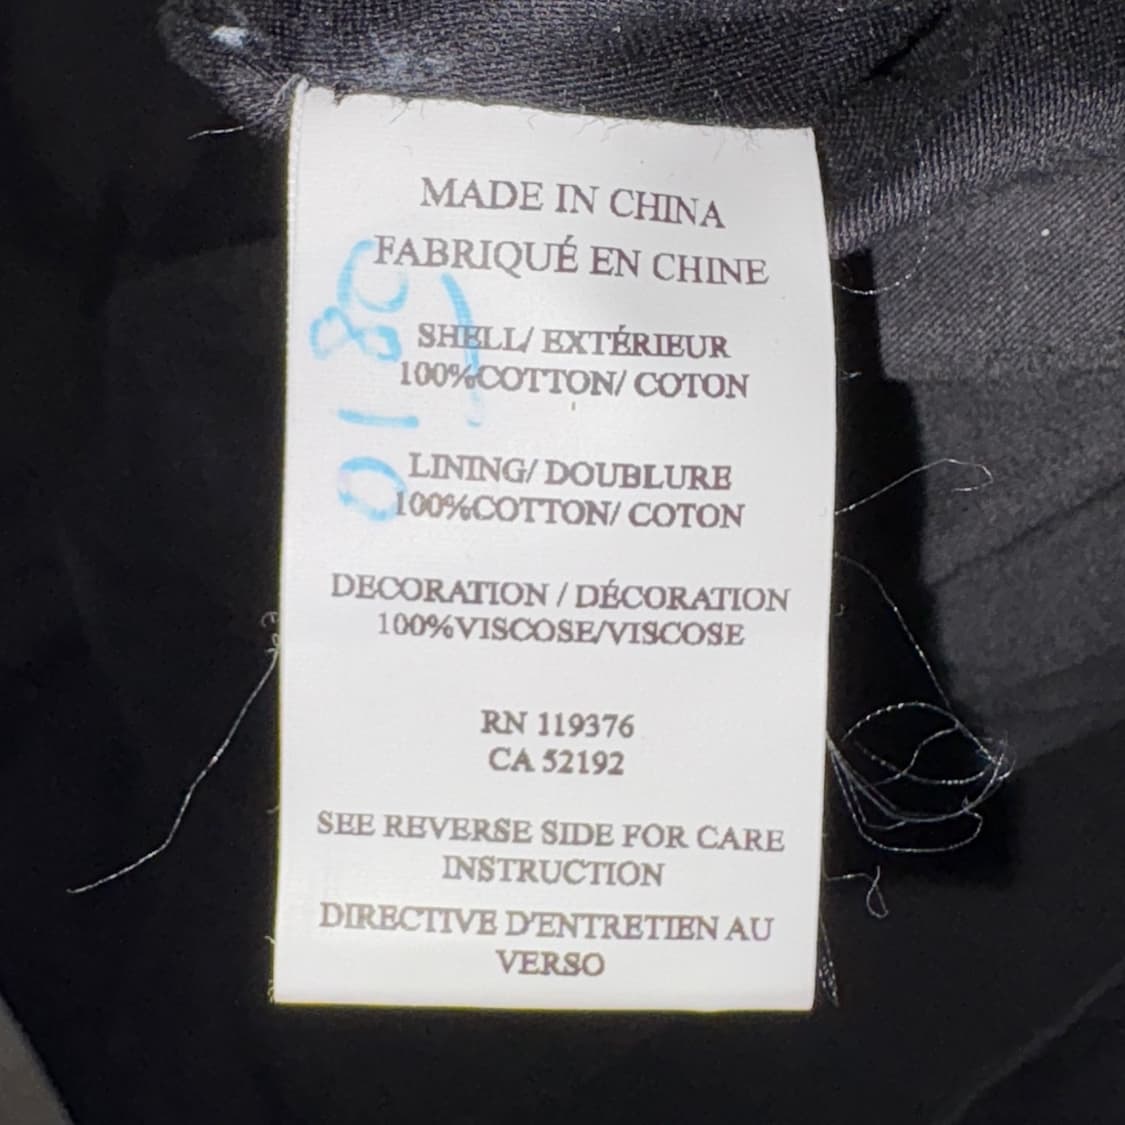 MADE IN CHINA
FABRIQUÉ EN CHINE
SHELL/ EXTÉRIEUR
100%COTTON/ COTON
LINING/ DOUBLURE
100%COTTON/ COTON
DECORATION / DÉCORATION
100%VISCOSE/VISCOSE
RN 119376
CA 52192
SEE REVERSE SIDE FOR CARE
INSTRUCTION
DIRECTIVE D'ENTRETIEN AU
VERSO